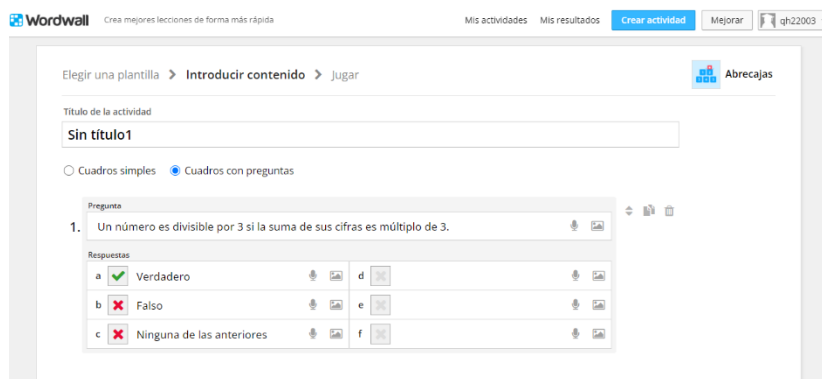 Wordwall Crea mejores lecciones de forma más rápida Mis actividades Mis resultados Crear actividad Mejorar qh22003
Elegir una plantilla > Introducir contenido > Jugar Abrecajas
Título de la actividad
Sin título1
Cuadros simples Cuadros con preguntas
Pregunta
1. Un número es divisible por 3 si la suma de sus cifras es múltiplo de 3.
Respuestas
a Verdadero d
b Falso e
c Ninguna de las anteriores f